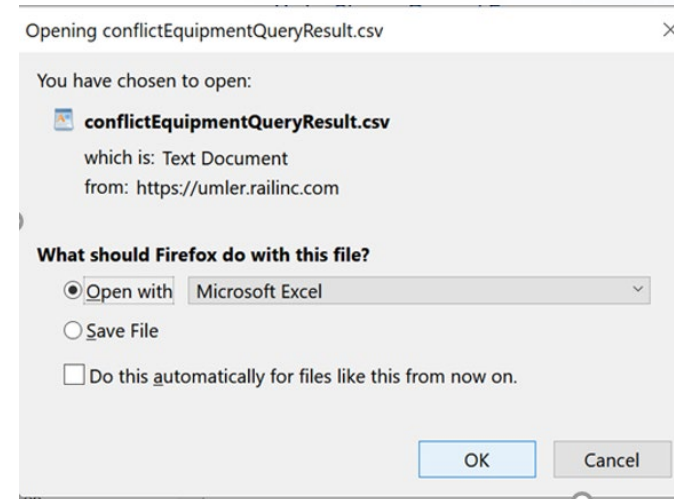 Opening conflictEquipmentQueryResult.csv
You have chosen to open:
conflictEquipmentQueryResult.csv
which is: Text Document
from: https://umler.railinc.com
What should Firefox do with this file?
Open with Microsoft Excel
Save File
Do this automatically for files like this from now on.
OK Cancel